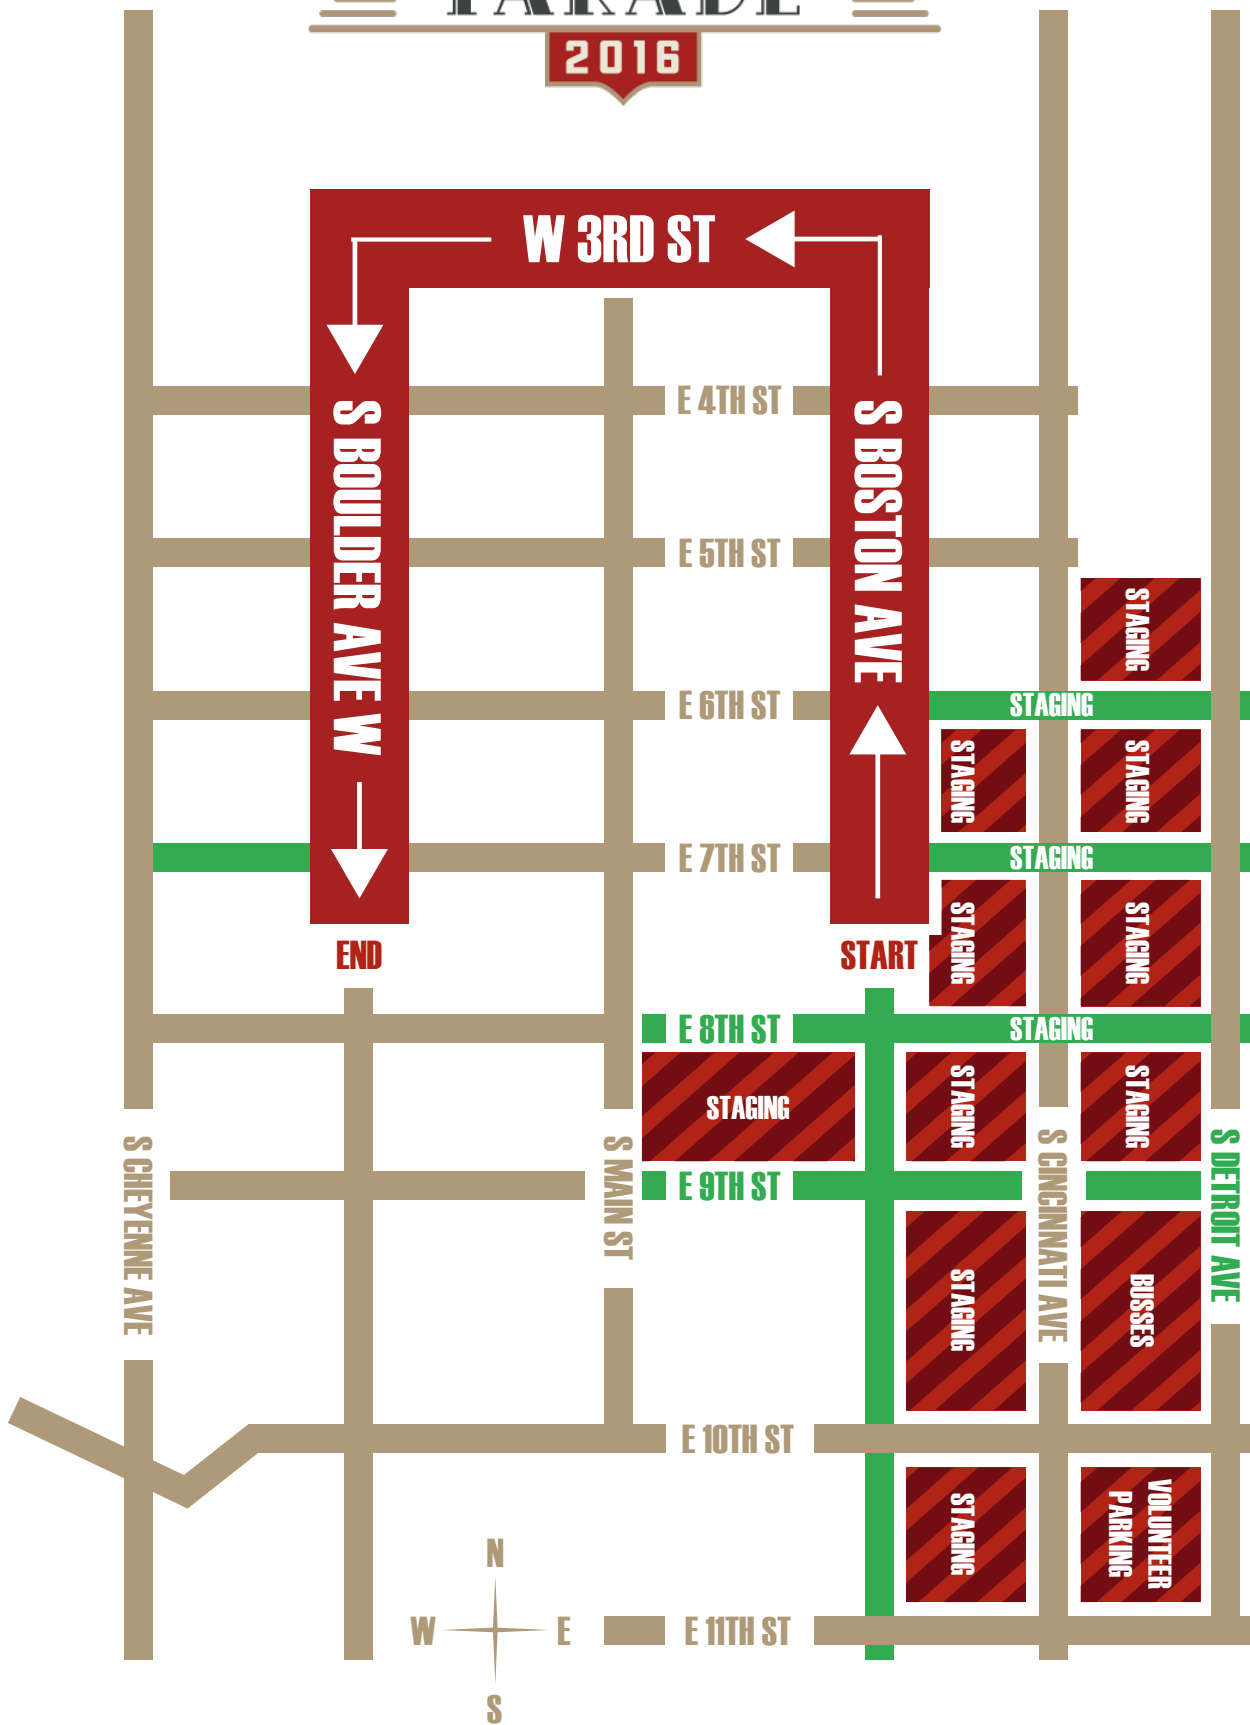 PARADE
2016
W 3RD ST
E 4TH ST
S BOULDER AVE W
S BOSTON AVE
E 5TH ST
STAGING
E 6TH ST
STAGING
STAGING
STAGING
E 7TH ST
STAGING
STAGING
STAGING
END
START
E 8TH ST
STAGING
STAGING
STAGING
STAGING
S CHEYENNE AVE
S MAIN ST
E 9TH ST
S CINCINNATI AVE
S DETROIT AVE
STAGING
BUSSES
E 10TH ST
STAGING
VOLUNTEER
PARKING
N
W
E
S
E 11TH ST